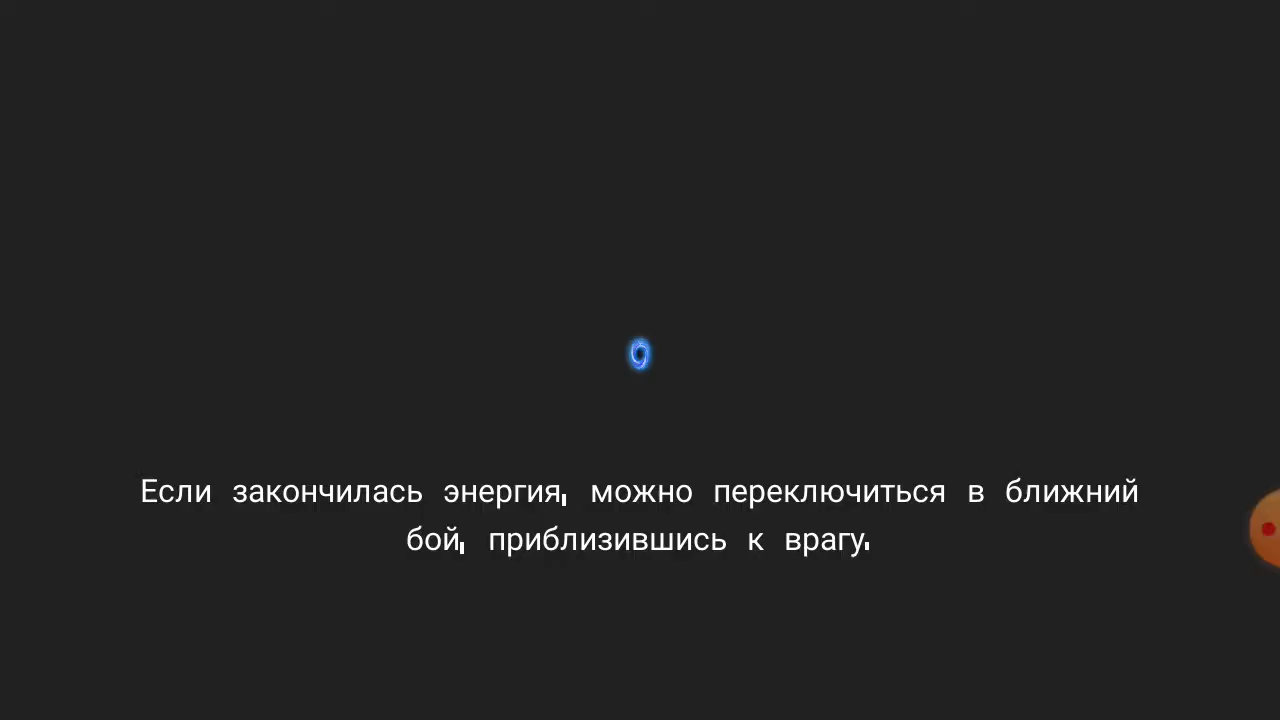 Если закончилась энергия, можно переключиться в ближний
бой, приблизившись к врагу.